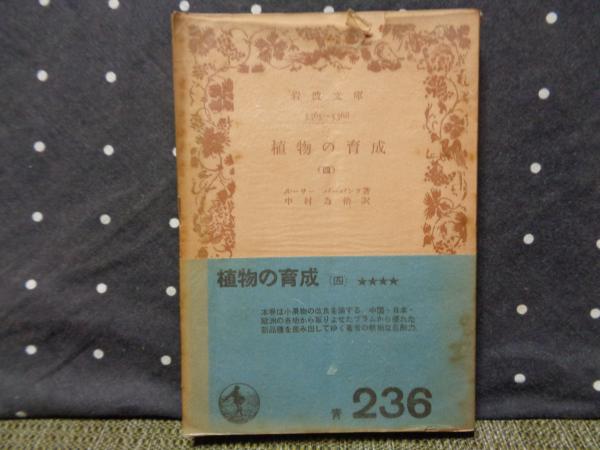 岩波文庫
植物の育成
(四)
ルーサー バーバンク著
中村為治訳
植物の育成 (四) ★★★★
本巻は小果物の改良を論ずる.中国・日本・
欧洲の各地から取りよせたプラムから優れた
新品種を産み出してゆく著者の執拗な忍耐力.
青 236